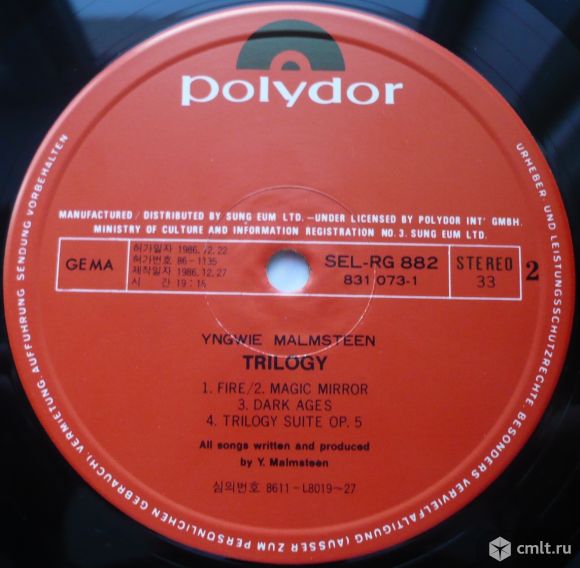 polydor
MANUFACTURED / DISTRIBUTED BY SUNG EUM LTD. —UNDER LICENSED BY POLYDOR INT' GMBH.
MINISTRY OF CULTURE AND INFORMATION REGISTRATION NO. 3. SUNG EUM LTD.
GEMA
허가일자 1986. 12. 22
허가번호 86-1135
제작일자 1986. 12. 27
시 간 19:15
SEL-RG 882
831 073-1
STEREO
33
2
YNGWIE MALMSTEEN
TRILOGY
1. FIRE/2. MAGIC MIRROR
3. DARK AGES
4. TRILOGY SUITE OP. 5
All songs written and produced
by Y. Malmsteen
심의번호 8611-L8019~27
URHEBER- UND LEISTUNGSSCHUTZRECHTE, BESONDERS VERVIELFÄLTIGUNG (AUSSER ZUM PERSÖNLICHEN GEBRAUCH), VERMIETUNG, AUFFÜHRUNG, SENDUNG VORBEHALTEN
cmlt.ru